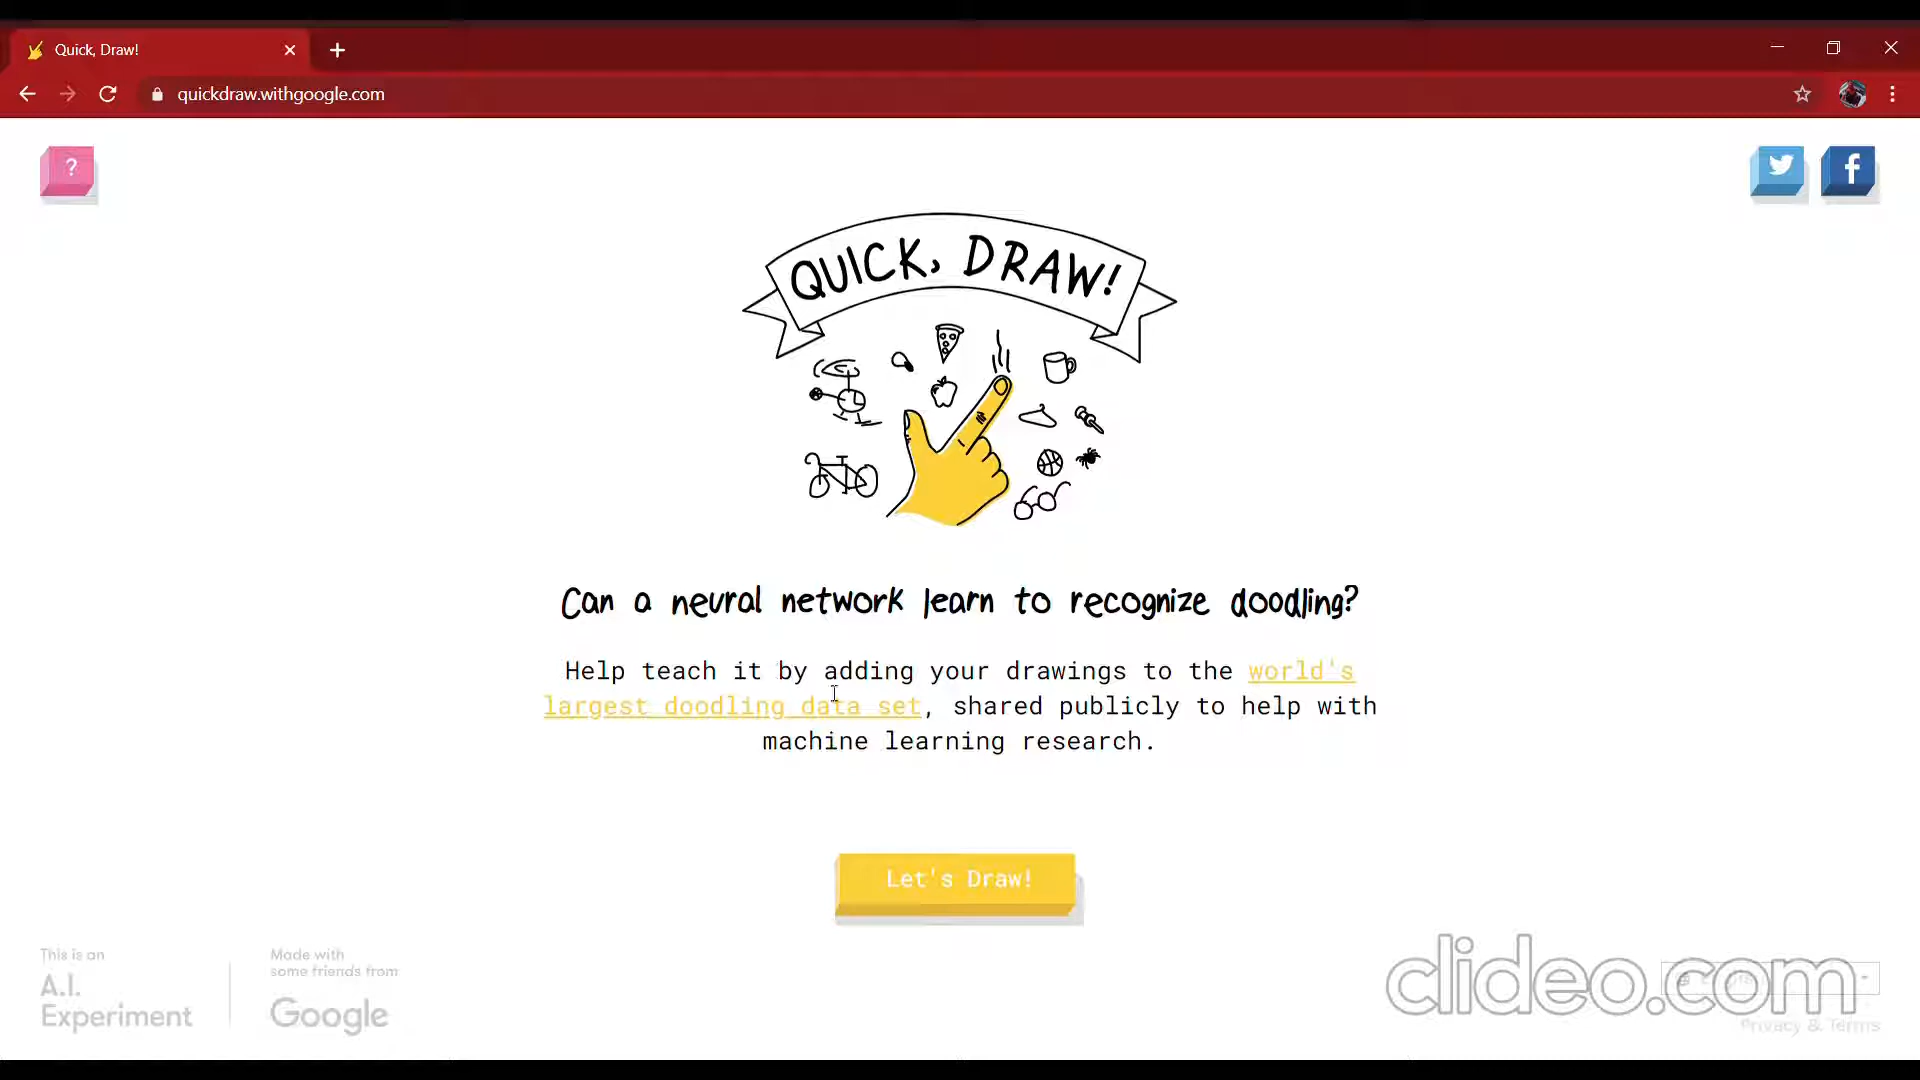 Quick, Draw!
quickdraw.withgoogle.com
?
QUICK, DRAW!
Can a neural network learn to recognize doodling?
Help teach it by adding your drawings to the world's
largest doodling data set, shared publicly to help with
machine learning research.
Let's Draw!
This is an
A.I.
Experiment
Made with
some friends from
Google
clideo.com
Privacy & Terms